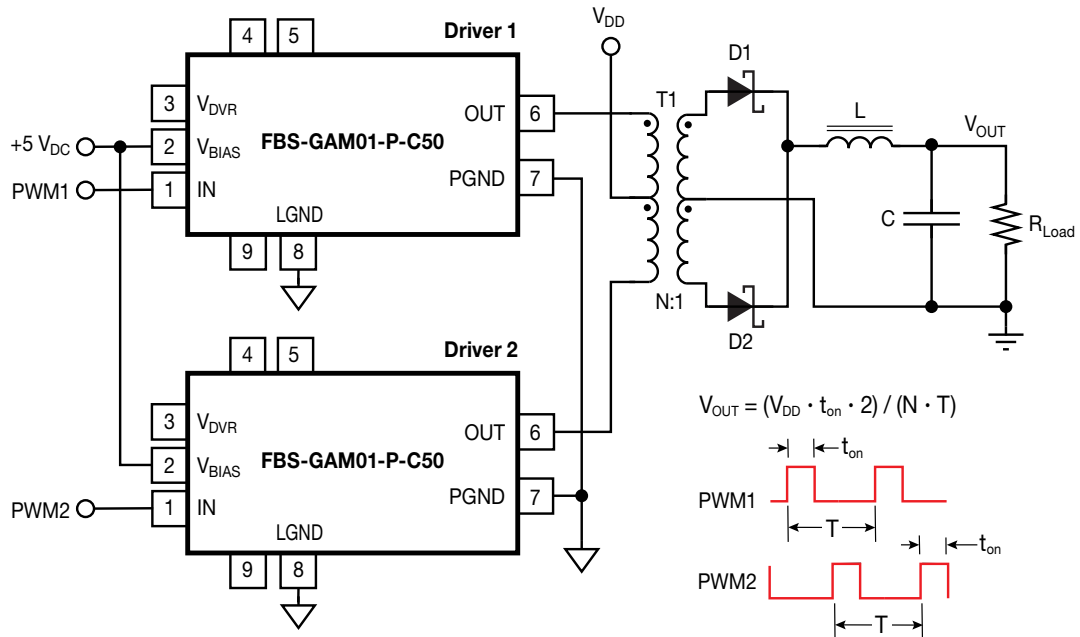 Driver 1
4
5
3
V_DVR
+5 V_DC
2
V_BIAS
FBS-GAM01-P-C50
OUT
6
PWM1
1
IN
PGND
7
LGND
9
8
V_DD
T1
N:1
D1
D2
L
V_OUT
C
R_Load
Driver 2
4
5
3
V_DVR
2
V_BIAS
FBS-GAM01-P-C50
OUT
6
PWM2
1
IN
PGND
7
LGND
9
8
V_OUT = (V_DD · t_on · 2) / (N · T)
t_on
PWM1
T
t_on
PWM2
T